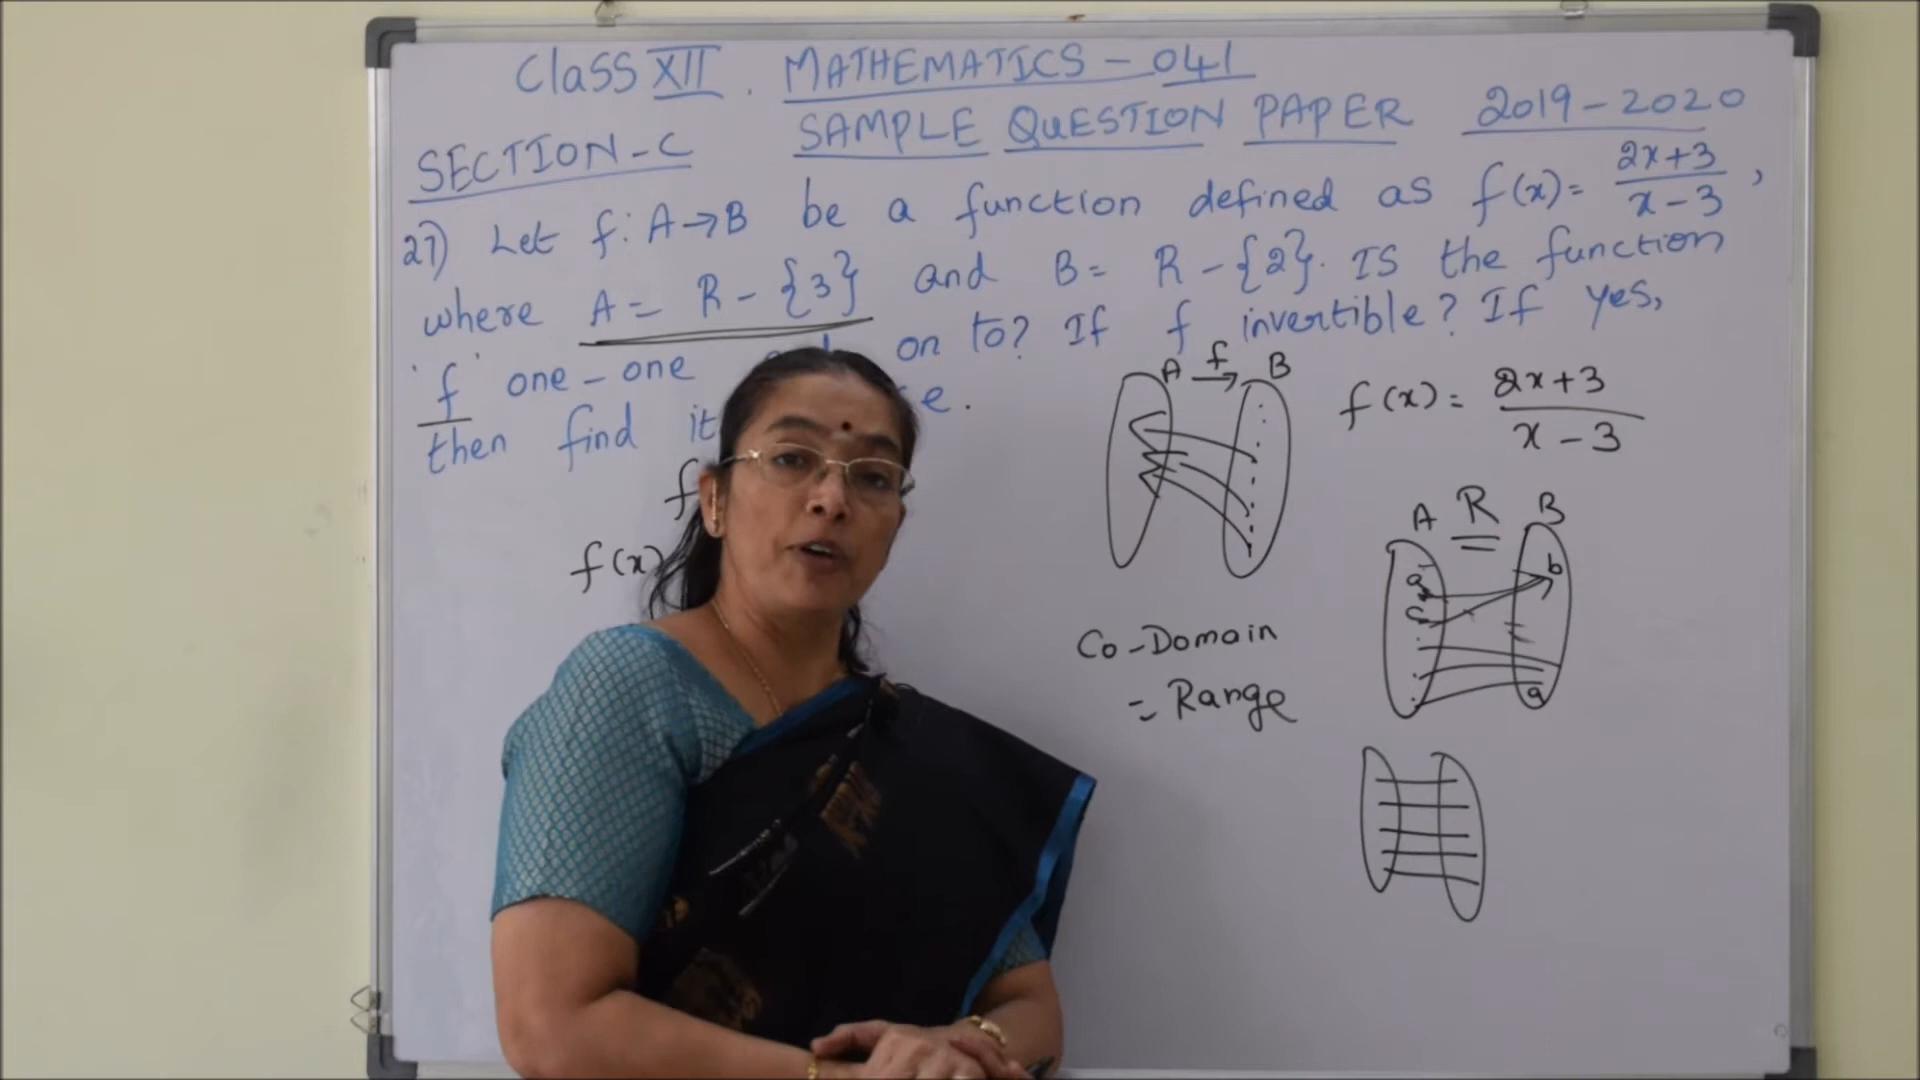 Class XII. MATHEMATICS - 041
SAMPLE QUESTION PAPER 2019-2020
SECTION-C
27) Let f: A→B be a function defined as f(x) = 2x+3 / x-3 ,
where A = R - {3} and B = R - {2}. IS the function
'f' one-one on to? If f invertible? If yes,
then find
A f B
f(x) = 2x+3 / x-3
f
f(x)
A R B
a b
c
a
Co-Domain
= Range